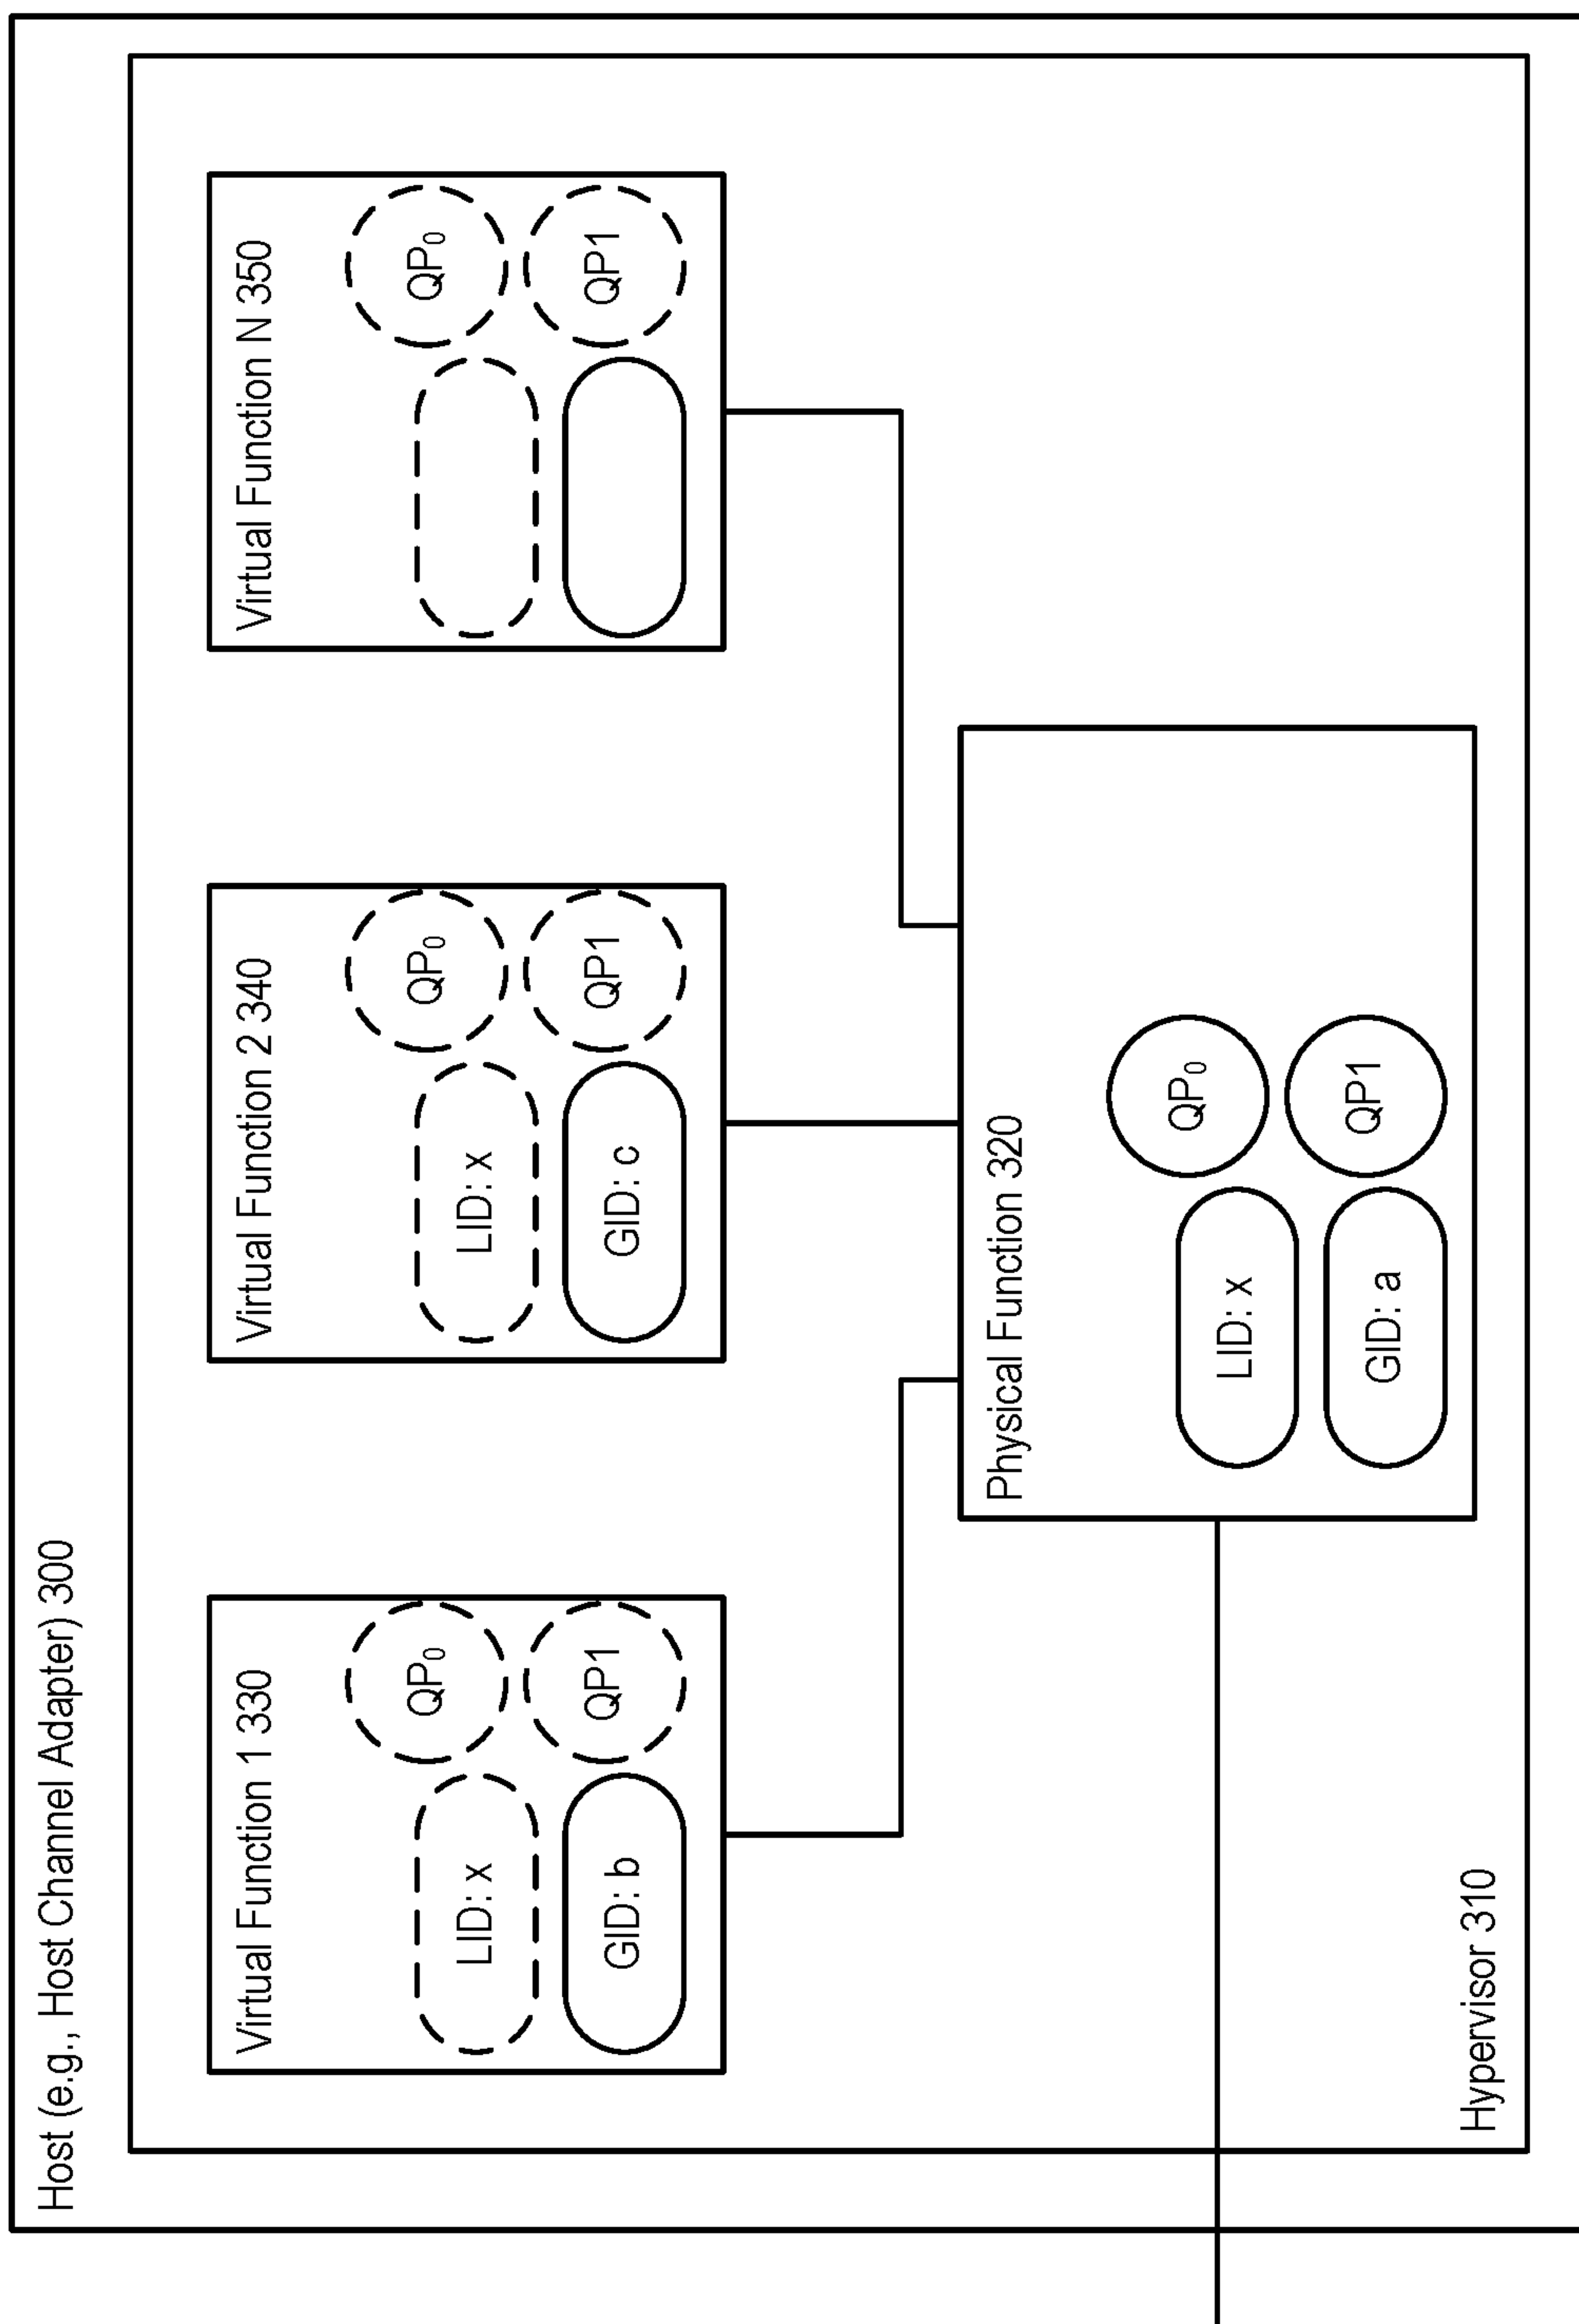 Host (e.g., Host Channel Adapter) 300
Virtual Function 1 330
QP0
LID: x
QP1
GID: b
Virtual Function 2 340
QP0
LID: x
QP1
GID: c
Virtual Function N 350
QP0
QP1
Physical Function 320
QP0
LID: x
QP1
GID: a
Hypervisor 310